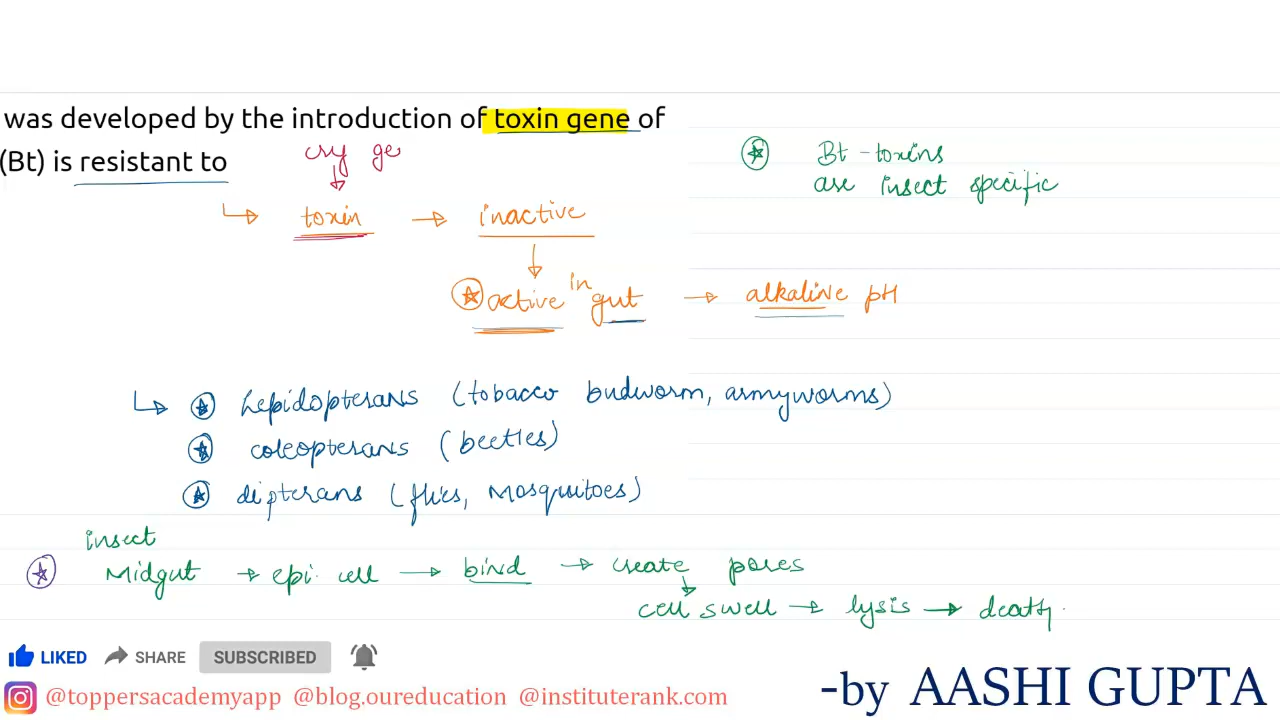 was developed by the introduction of toxin gene of
(Bt) is resistant to
cry ge
toxin → inactive
active in gut → alkaline pH
Bt-toxins
are insect specific
Lepidopterans (tobacco budworm, armyworms)
coleopterans (beetles)
dipterans (flies, Mosquitoes)
insect
Midgut → epi. cell → bind → create pores
cell swell → lysis → death.
LIKED SHARE SUBSCRIBED
@toppersacademyapp @blog.oureducation @instituterank.com
-by AASHI GUPTA